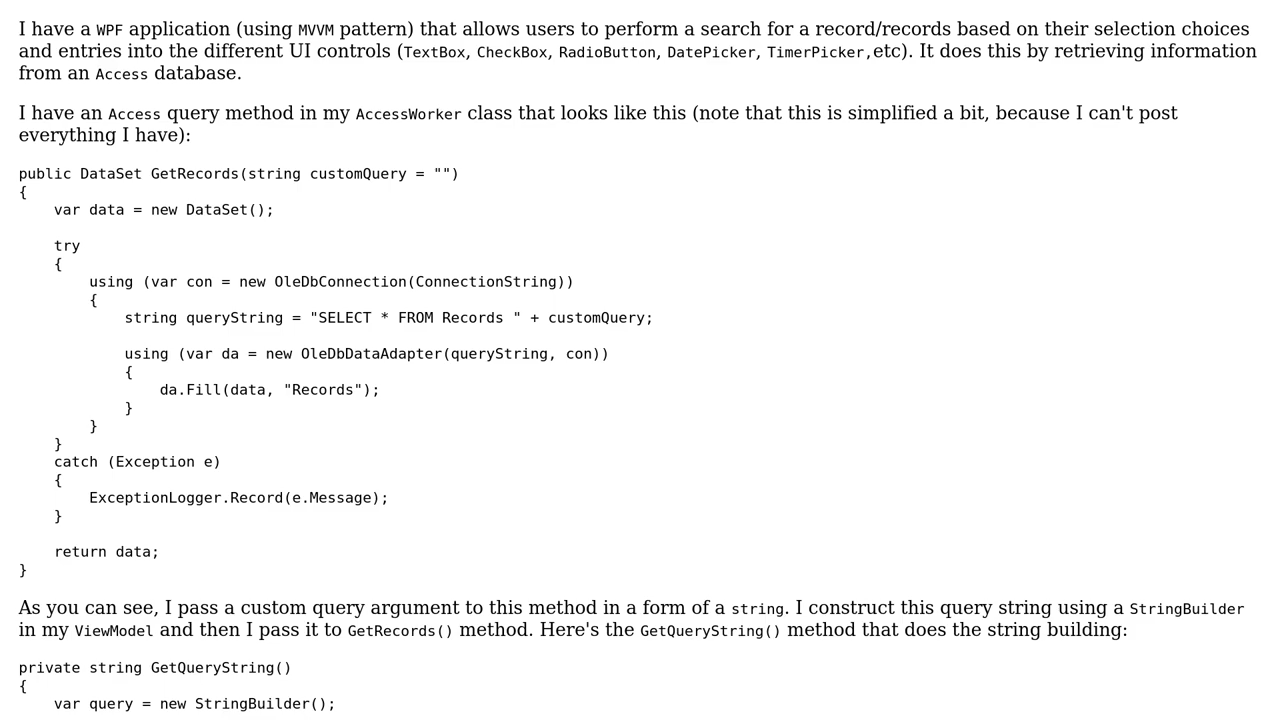 I have a WPF application (using MVVM pattern) that allows users to perform a search for a record/records based on their selection choices
and entries into the different UI controls (TextBox, CheckBox, RadioButton, DatePicker, TimerPicker,etc). It does this by retrieving information
from an Access database.
I have an Access query method in my AccessWorker class that looks like this (note that this is simplified a bit, because I can't post
everything I have):
public DataSet GetRecords(string customQuery = "")
{
    var data = new DataSet();
    try
    {
        using (var con = new OleDbConnection(ConnectionString))
        {
            string queryString = "SELECT * FROM Records " + customQuery;
            using (var da = new OleDbDataAdapter(queryString, con))
            {
                da.Fill(data, "Records");
            }
        }
    }
    catch (Exception e)
    {
        ExceptionLogger.Record(e.Message);
    }
    return data;
}
As you can see, I pass a custom query argument to this method in a form of a string. I construct this query string using a StringBuilder
in my ViewModel and then I pass it to GetRecords() method. Here's the GetQueryString() method that does the string building:
private string GetQueryString()
{
    var query = new StringBuilder();